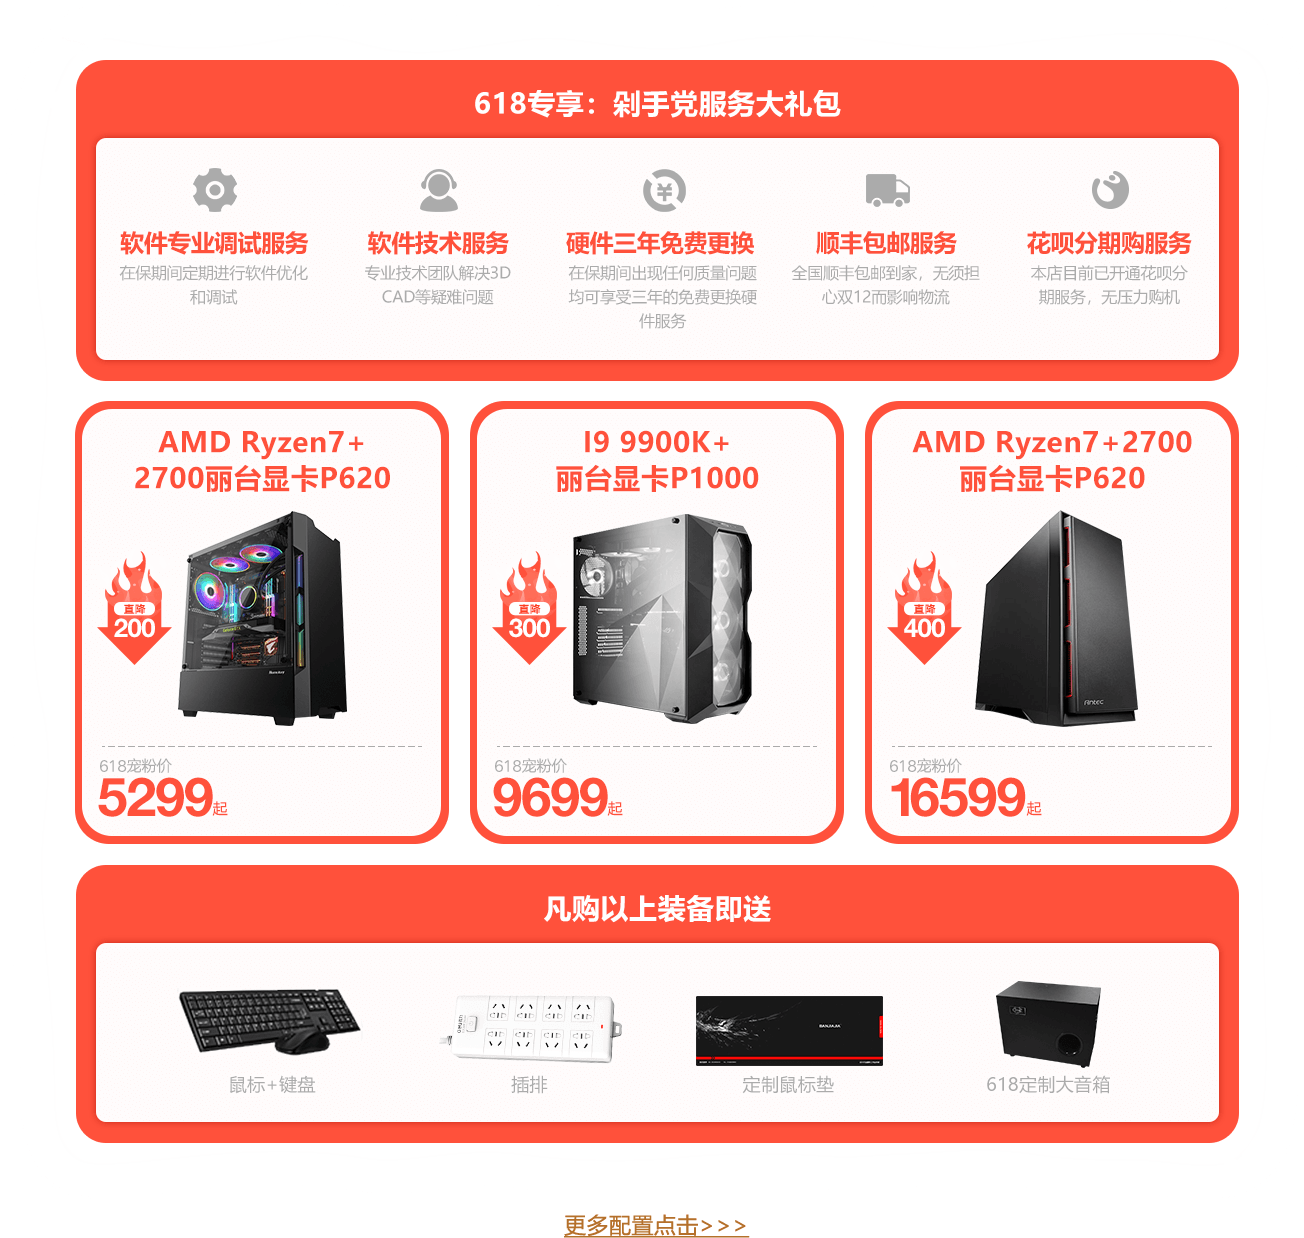 618专享：剁手党服务大礼包
软件专业调试服务
在保期间定期进行软件优化
和调试
软件技术服务
专业技术团队解决3D
CAD等疑难问题
硬件三年免费更换
在保期间出现任何质量问题
均可享受三年的免费更换硬
件服务
顺丰包邮服务
全国顺丰包邮到家，无须担
心双12而影响物流
花呗分期购服务
本店目前已开通花呗分
期服务，无压力购机
AMD Ryzen7+
2700丽台显卡P620
直降
200
618宠粉价
5299起
I9 9900K+
丽台显卡P1000
直降
300
618宠粉价
9699起
AMD Ryzen7+2700
丽台显卡P620
直降
400
Antec
618宠粉价
16599起
凡购以上装备即送
鼠标+键盘
插排
定制鼠标垫
618定制大音箱
更多配置点击>>>